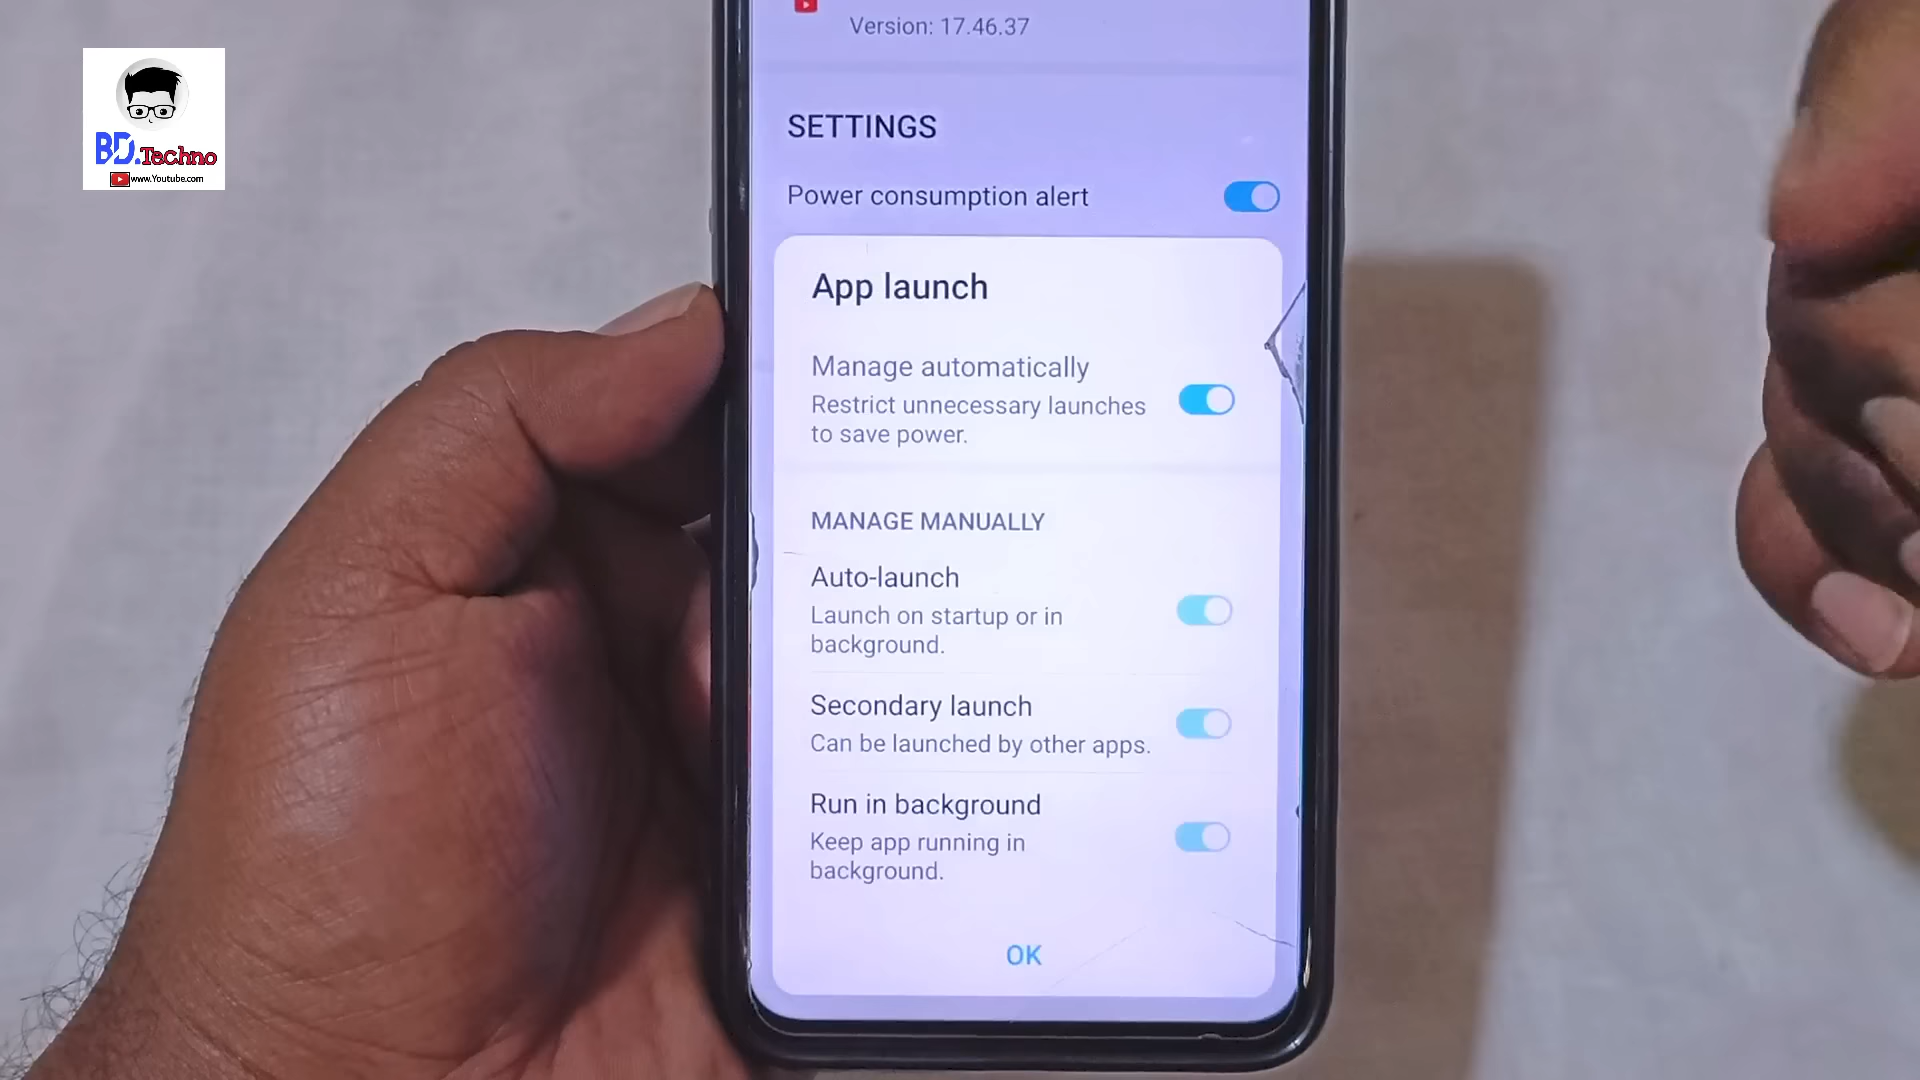 BD.Techno
www.Youtube.com
Version: 17.46.37
SETTINGS
Power consumption alert
App launch
Manage automatically
Restrict unnecessary launches
to save power.
MANAGE MANUALLY
Auto-launch
Launch on startup or in
background.
Secondary launch
Can be launched by other apps.
Run in background
Keep app running in
background.
OK